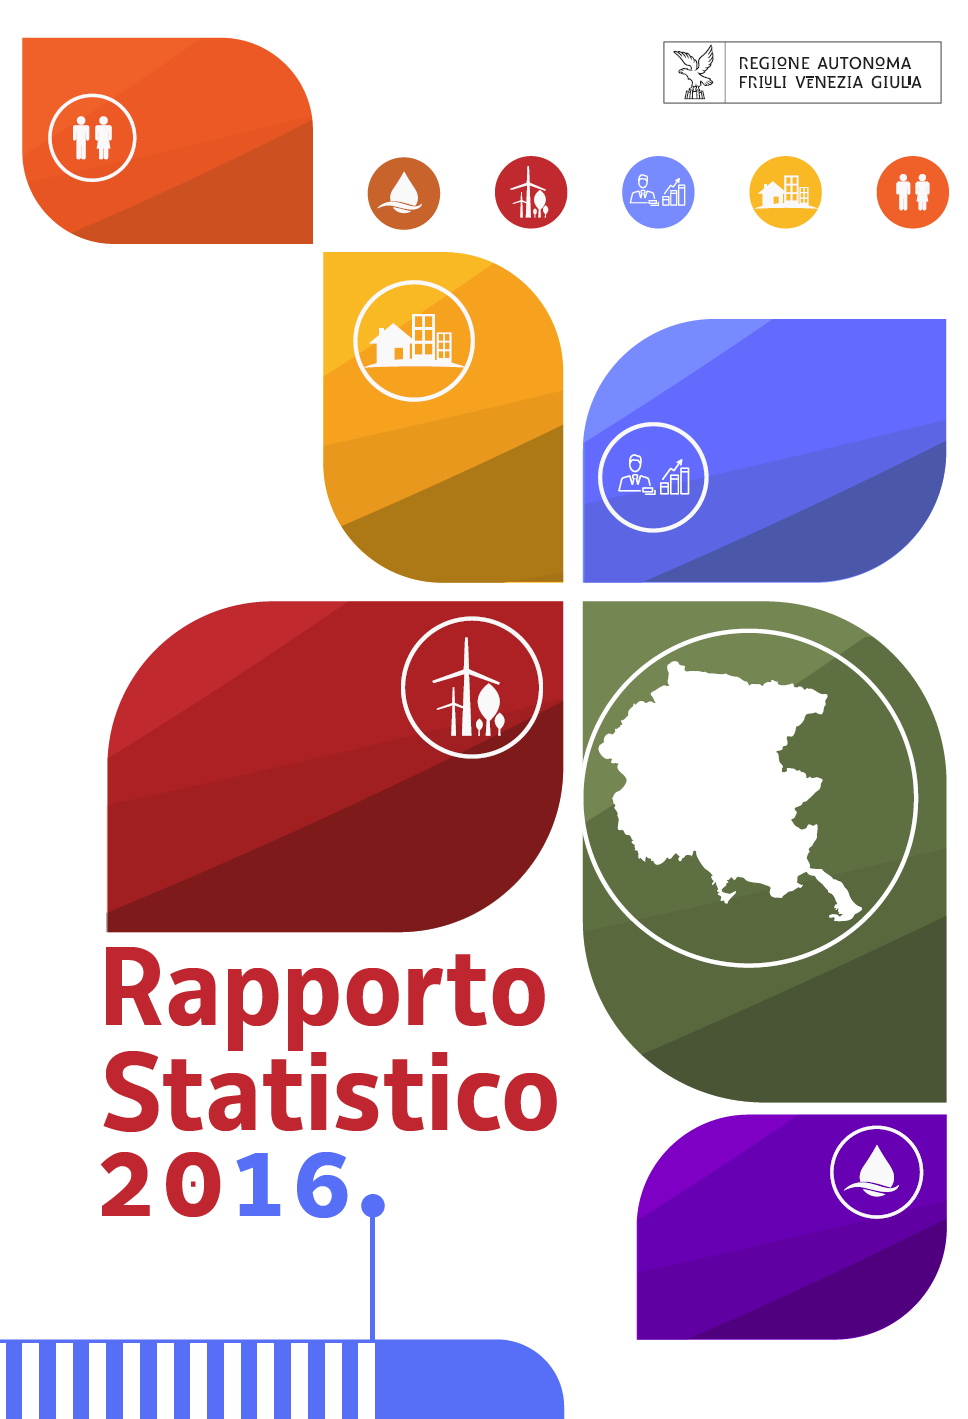 REGIONE AUTONOMA
FRIULI VENEZIA GIULIA
Rapporto
Statistico
2016.